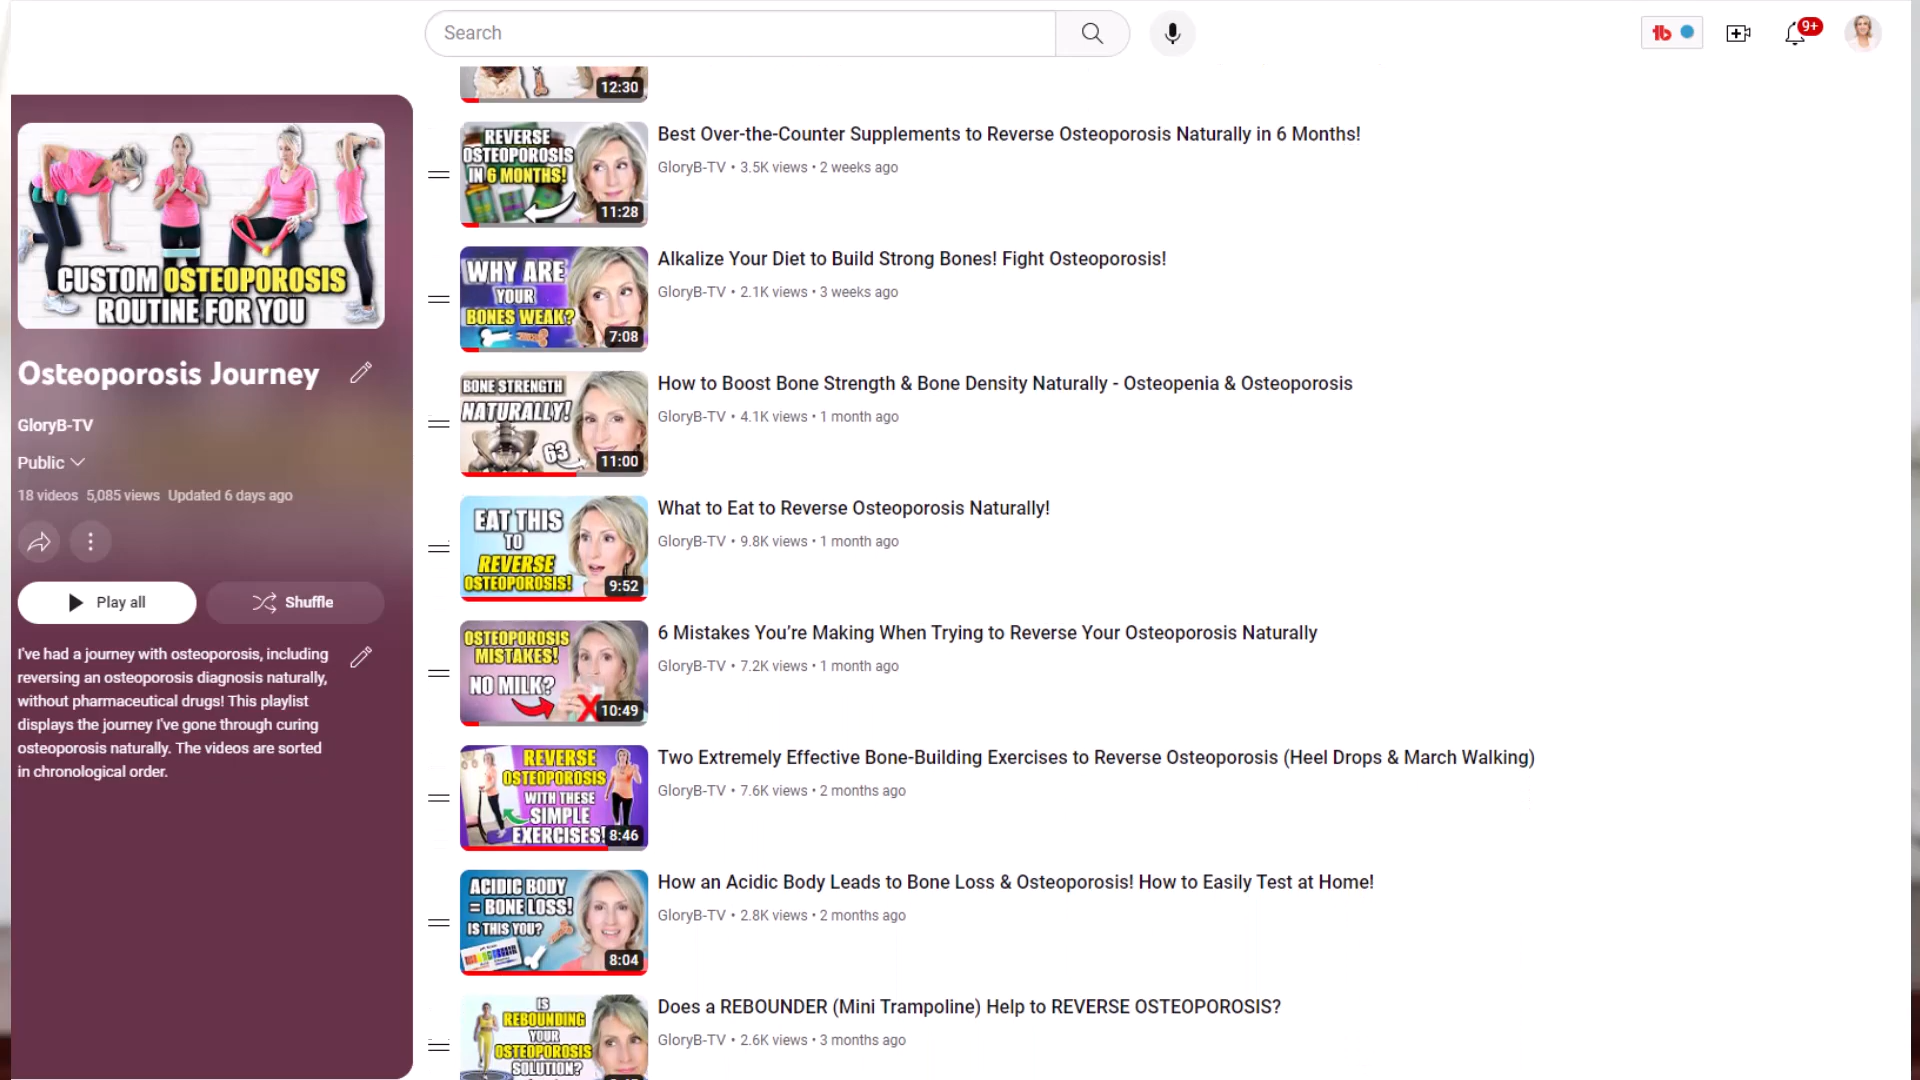 Search
9+
12:30
REVERSE
OSTEOPOROSIS
IN 6 MONTHS!
11:28
Best Over-the-Counter Supplements to Reverse Osteoporosis Naturally in 6 Months!
GloryB-TV • 3.5K views • 2 weeks ago
WHY ARE
YOUR
BONES WEAK?
7:08
Alkalize Your Diet to Build Strong Bones! Fight Osteoporosis!
GloryB-TV • 2.1K views • 3 weeks ago
BONE STRENGTH
NATURALLY!
63
11:00
How to Boost Bone Strength & Bone Density Naturally - Osteopenia & Osteoporosis
GloryB-TV • 4.1K views • 1 month ago
EAT THIS
TO
REVERSE
OSTEOPOROSIS!
9:52
What to Eat to Reverse Osteoporosis Naturally!
GloryB-TV • 9.8K views • 1 month ago
OSTEOPOROSIS
MISTAKES!
NO MILK?
X
10:49
6 Mistakes You’re Making When Trying to Reverse Your Osteoporosis Naturally
GloryB-TV • 7.2K views • 1 month ago
REVERSE
OSTEOPOROSIS
WITH THESE
SIMPLE
EXERCISES!
8:46
Two Extremely Effective Bone-Building Exercises to Reverse Osteoporosis (Heel Drops & March Walking)
GloryB-TV • 7.6K views • 2 months ago
ACIDIC BODY
= BONE LOSS!
IS THIS YOU?
8:04
How an Acidic Body Leads to Bone Loss & Osteoporosis! How to Easily Test at Home!
GloryB-TV • 2.8K views • 2 months ago
IS
REBOUNDING
YOUR
OSTEOPOROSIS
SOLUTION?
Does a REBOUNDER (Mini Trampoline) Help to REVERSE OSTEOPOROSIS?
GloryB-TV • 2.6K views • 3 months ago
CUSTOM OSTEOPOROSIS
ROUTINE FOR YOU
Osteoporosis Journey
GloryB-TV
Public
18 videos 5,085 views Updated 6 days ago
Play all
Shuffle
I've had a journey with osteoporosis, including
reversing an osteoporosis diagnosis naturally,
without pharmaceutical drugs! This playlist
displays the journey I've gone through curing
osteoporosis naturally. The videos are sorted
in chronological order.